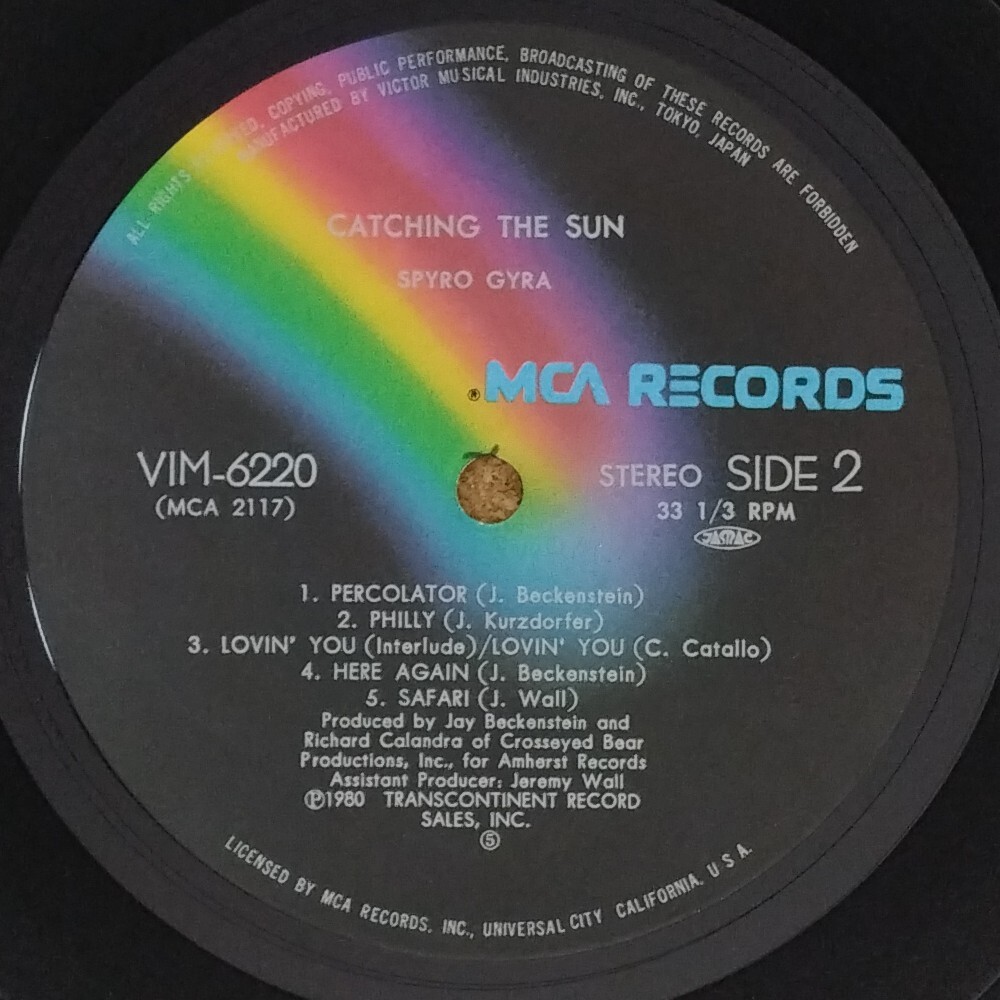 ALL RIGHTS RESERVED, COPYING, PUBLIC PERFORMANCE, BROADCASTING OF THESE RECORDS ARE FORBIDDEN
MANUFACTURED BY VICTOR MUSICAL INDUSTRIES, INC., TOKYO, JAPAN
CATCHING THE SUN
SPYRO GYRA
® MCA RECORDS
VIM-6220
(MCA 2117)
STEREO SIDE 2
33 1/3 RPM
JASRAC
1. PERCOLATOR (J. Beckenstein)
2. PHILLY (J. Kurzdorfer)
3. LOVIN' YOU (Interlude)/LOVIN' YOU (C. Catallo)
4. HERE AGAIN (J. Beckenstein)
5. SAFARI (J. Wall)
Produced by Jay Beckenstein and
Richard Calandra of Crosseyed Bear
Productions, Inc., for Amherst Records
Assistant Producer: Jeremy Wall
℗1980 TRANSCONTINENT RECORD
SALES, INC.
⑤
LICENSED BY MCA RECORDS, INC., UNIVERSAL CITY CALIFORNIA, U S A.